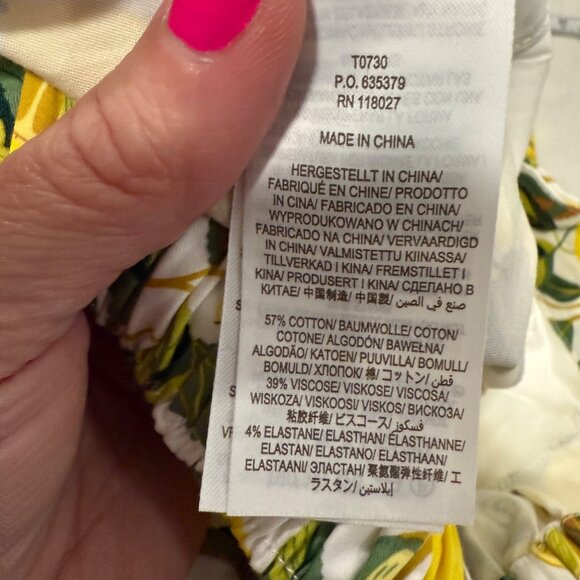 T0730
P.O. 635379
RN 118027
MADE IN CHINA
HERGESTELLT IN CHINA/
FABRIQUÉ EN CHINE/ PRODOTTO
IN CINA/ FABRICADO EN CHINA/
WYPRODUKOWANO W CHINACH/
FABRICADO NA CHINA/ VERVAARDIGD
IN CHINA/ VALMISTETTU KIINASSA/
TILLVERKAD I KINA/ FREMSTILLET I
KINA/ PRODUSERT I KINA/ СДЕЛАНО В
КИТАЕ/ 中国制造/ 中国製/ صنع في الصين
57% COTTON/ BAUMWOLLE/ COTON/
COTONE/ ALGODÓN/ BAWEŁNA/
ALGODÃO/ KATOEN/ PUUVILLA/ BOMULL/
BOMULD/ ХЛОПОК/ 棉/ コットン/ قطن
39% VISCOSE/ VISKOSE/ VISCOSA/
WISKOZA/ VISKOOSI/ VISKOS/ ВИСКОЗА/
粘胶纤维/ ビスコース/ فسكوز
4% ELASTANE/ ELASTHAN/ ELASTHANNE/
ELASTAN/ ELASTANO/ ELASTHAAN/
ELASTAANI/ ЭЛАСТАН/ 聚氨酯弹性纤维/ エ
ラスタン/ إيلاستين